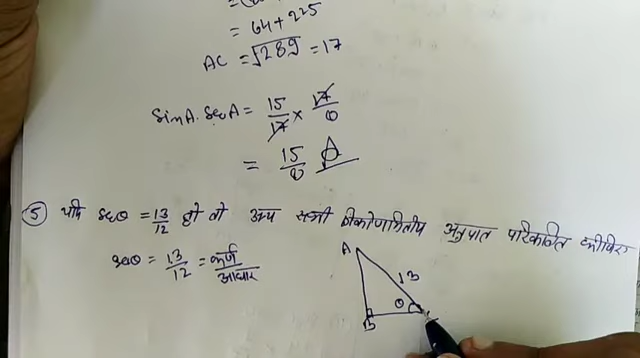 = 64 + 225
AC = √289 = 17
SinA. SecA = 15/17 × 17/8
= 15/8 A
5 यदि secθ = 13/12 हो तो अन्य सभी त्रिकोणमितीय अनुपात परिकलित कीजिए
secθ = 13/12 = कर्ण/आधार
A
13
θ
B